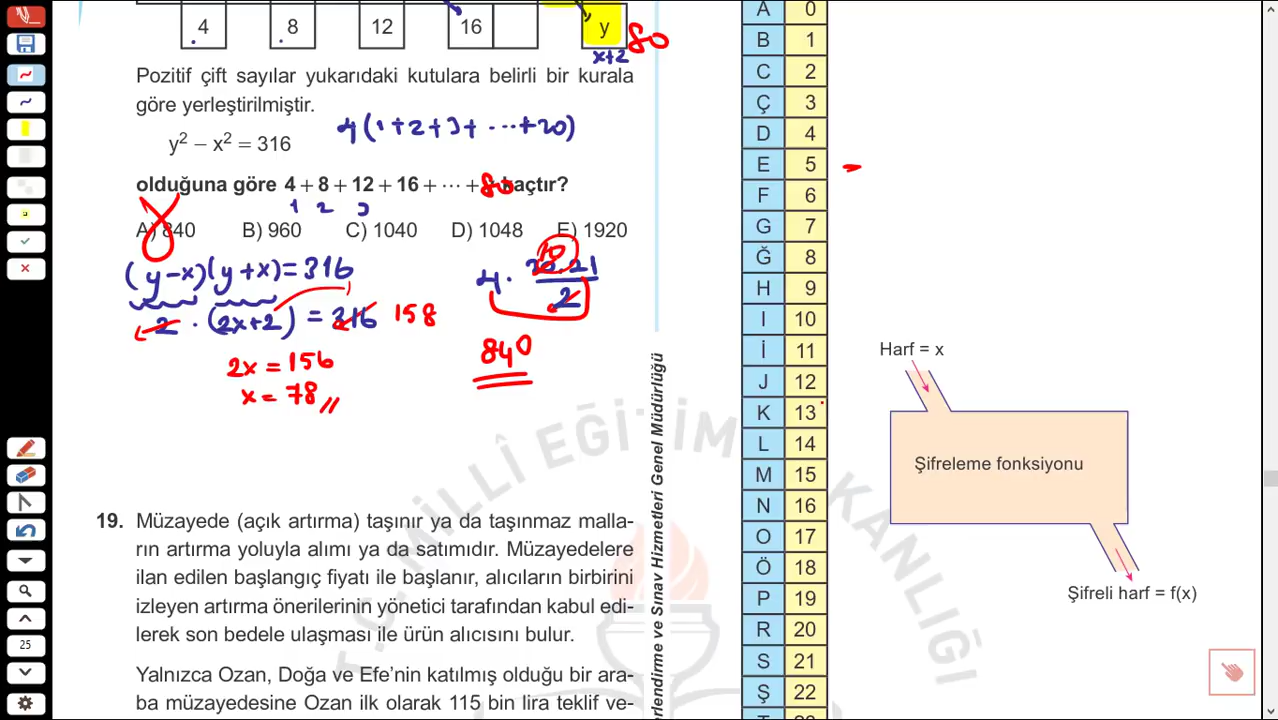 4 8 12 16 y 80
x+2
Pozitif çift sayılar yukarıdaki kutulara belirli bir kurala
göre yerleştirilmiştir.
4(1+2+3+ ... +20)
y² − x² = 316
olduğuna göre 4 + 8 + 12 + 16 + ⋯ + 80 kaçtır?
1 2 3
A) 840 B) 960 C) 1040 D) 1048 E) 1920
(y-x)(y+x)=316
2 · (2x+2) = 316 158
2x = 156
x = 78 //
4 · 20.21 / 2
10
840
19. Müzayede (açık artırma) taşınır ya da taşınmaz malla-
rın artırma yoluyla alımı ya da satımıdır. Müzayedelere
ilan edilen başlangıç fiyatı ile başlanır, alıcıların birbirini
izleyen artırma önerilerinin yönetici tarafından kabul edi-
lerek son bedele ulaşması ile ürün alıcısını bulur.
Yalnızca Ozan, Doğa ve Efe’nin katılmış olduğu bir ara-
ba müzayedesine Ozan ilk olarak 115 bin lira teklif ve-
erlendirme ve Sınav Hizmetleri Genel Müdürlüğü
A 0
B 1
C 2
Ç 3
D 4
E 5
F 6
G 7
Ğ 8
H 9
I 10
İ 11
J 12
K 13
L 14
M 15
N 16
O 17
Ö 18
P 19
R 20
S 21
Ş 22
Harf = x
Şifreleme fonksiyonu
Şifreli harf = f(x)
T.C. MİLLÎ EĞİTİM
KANLIĞI
25